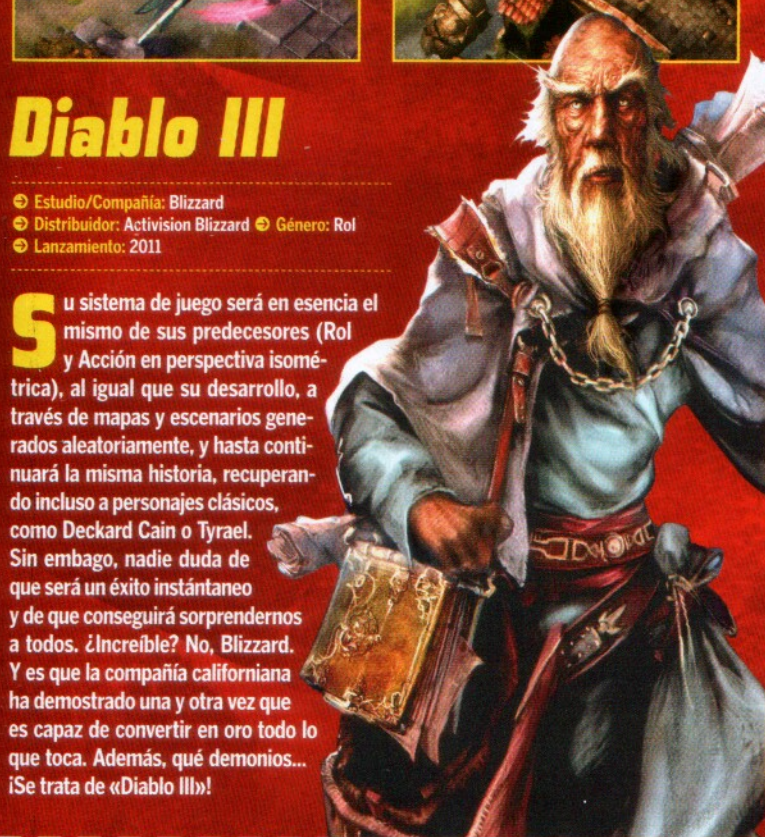 Diablo III
Estudio/Compañía: Blizzard
Distribuidor: Activision Blizzard Género: Rol
Lanzamiento: 2011
Su sistema de juego será en esencia el
mismo de sus predecesores (Rol
y Acción en perspectiva isomé-
trica), al igual que su desarrollo, a
través de mapas y escenarios gene-
rados aleatoriamente, y hasta conti-
nuará la misma historia, recuperan-
do incluso a personajes clásicos,
como Deckard Cain o Tyrael.
Sin embago, nadie duda de
que será un éxito instántaneo
y de que conseguirá sorprendernos
a todos. ¿Increíble? No, Blizzard.
Y es que la compañía californiana
ha demostrado una y otra vez que
es capaz de convertir en oro todo lo
que toca. Además, qué demonios...
¡Se trata de «Diablo III»!